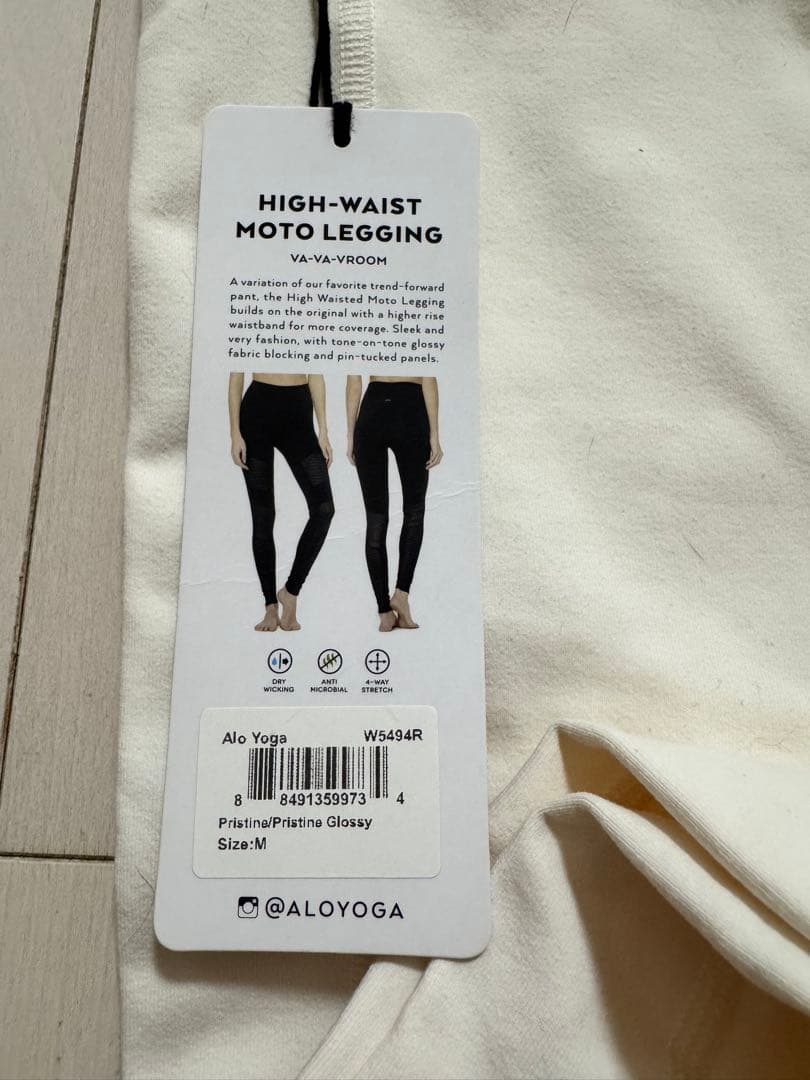 HIGH-WAIST
MOTO LEGGING
VA-VA-VROOM
A variation of our favorite trend-forward
pant, the High Waisted Moto Legging
builds on the original with a higher rise
waistband for more coverage. Sleek and
very fashion, with tone-on-tone glossy
fabric blocking and pin-tucked panels.
DRY WICKING
ANTI MICROBIAL
4-WAY STRETCH
Alo Yoga W5494R
8 8491359973 4
Pristine/Pristine Glossy
Size:M
@ALOYOGA